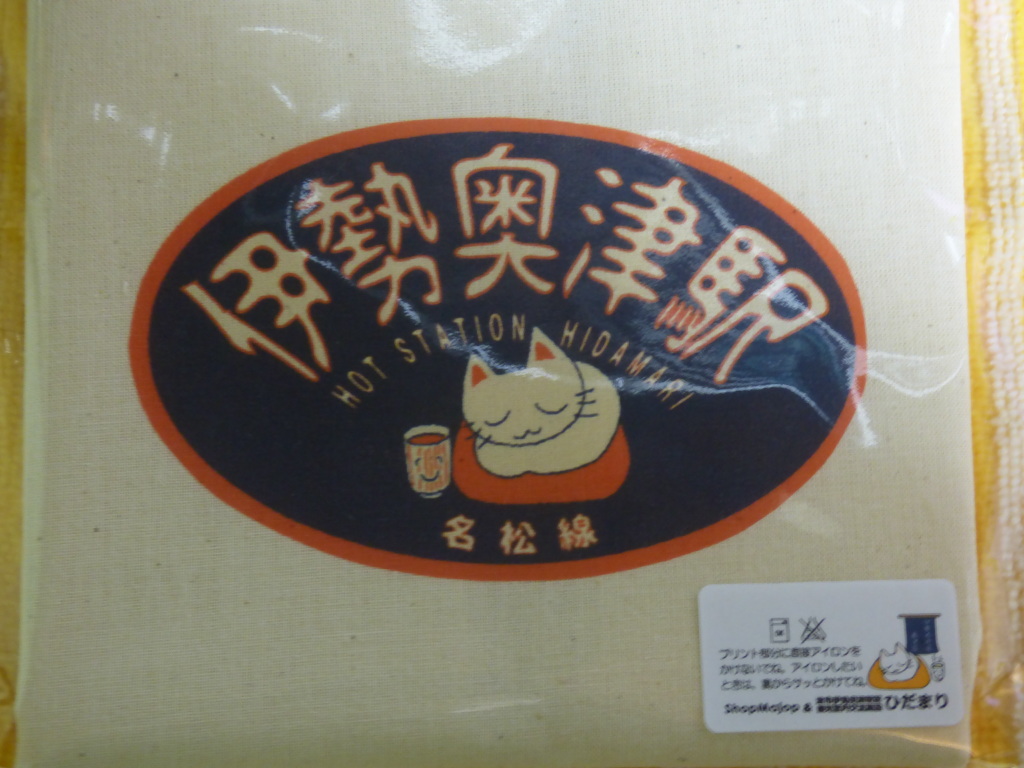 伊勢奥津駅
HOT STATION HIDAMARI
名松線
プリント部分に直接アイロンを
かけないでね。アイロンしたい
ときは、裏からサッとかけてね。
ShopMajop &
ひだまり